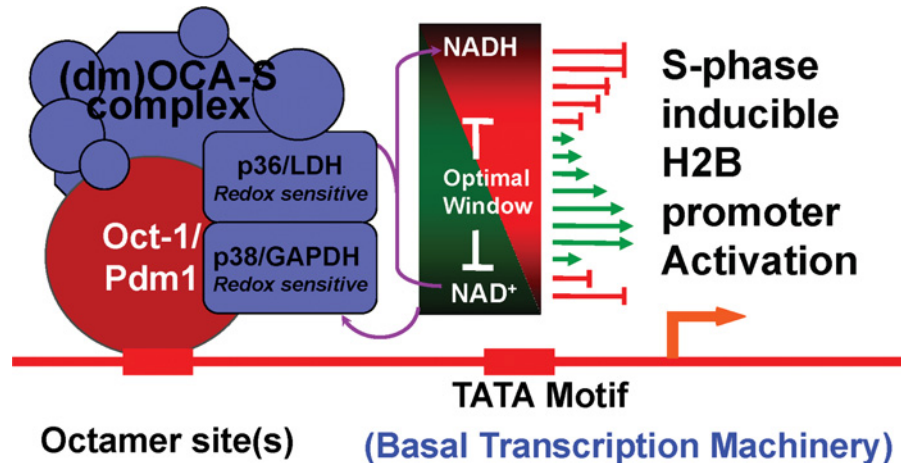 (dm)OCA-S
complex
p36/LDH
Redox sensitive
Oct-1/
Pdm1
p38/GAPDH
Redox sensitive
NADH
Optimal
Window
NAD⁺
S-phase
inducible
H2B
promoter
Activation
TATA Motif
Octamer site(s)
(Basal Transcription Machinery)